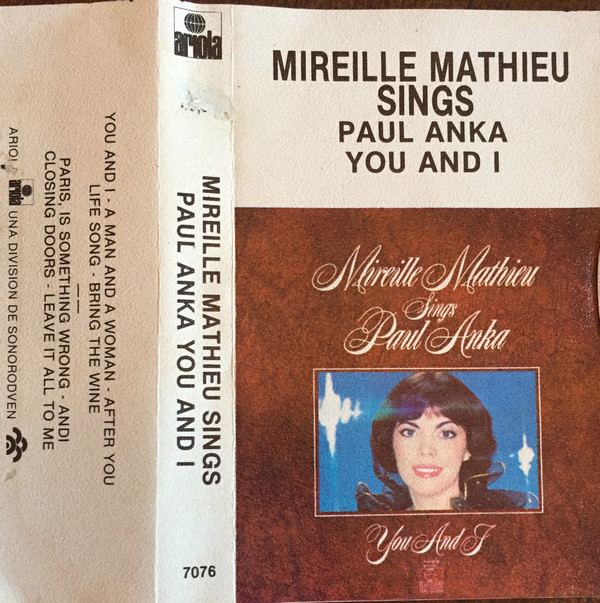 ariola
MIREILLE MATHIEU
SINGS
PAUL ANKA
YOU AND I
Mireille Mathieu
Sings
Paul Anka
You And I
MIREILLE MATHIEU SINGS
PAUL ANKA YOU AND I
7076
YOU AND I - A MAN AND A WOMAN - AFTER YOU
LIFE SONG - BRING THE WINE
PARIS, IS SOMETHING WRONG - ANDI
CLOSING DOORS - LEAVE IT ALL TO ME
ariola UNA DIVISION DE SONORODVEN